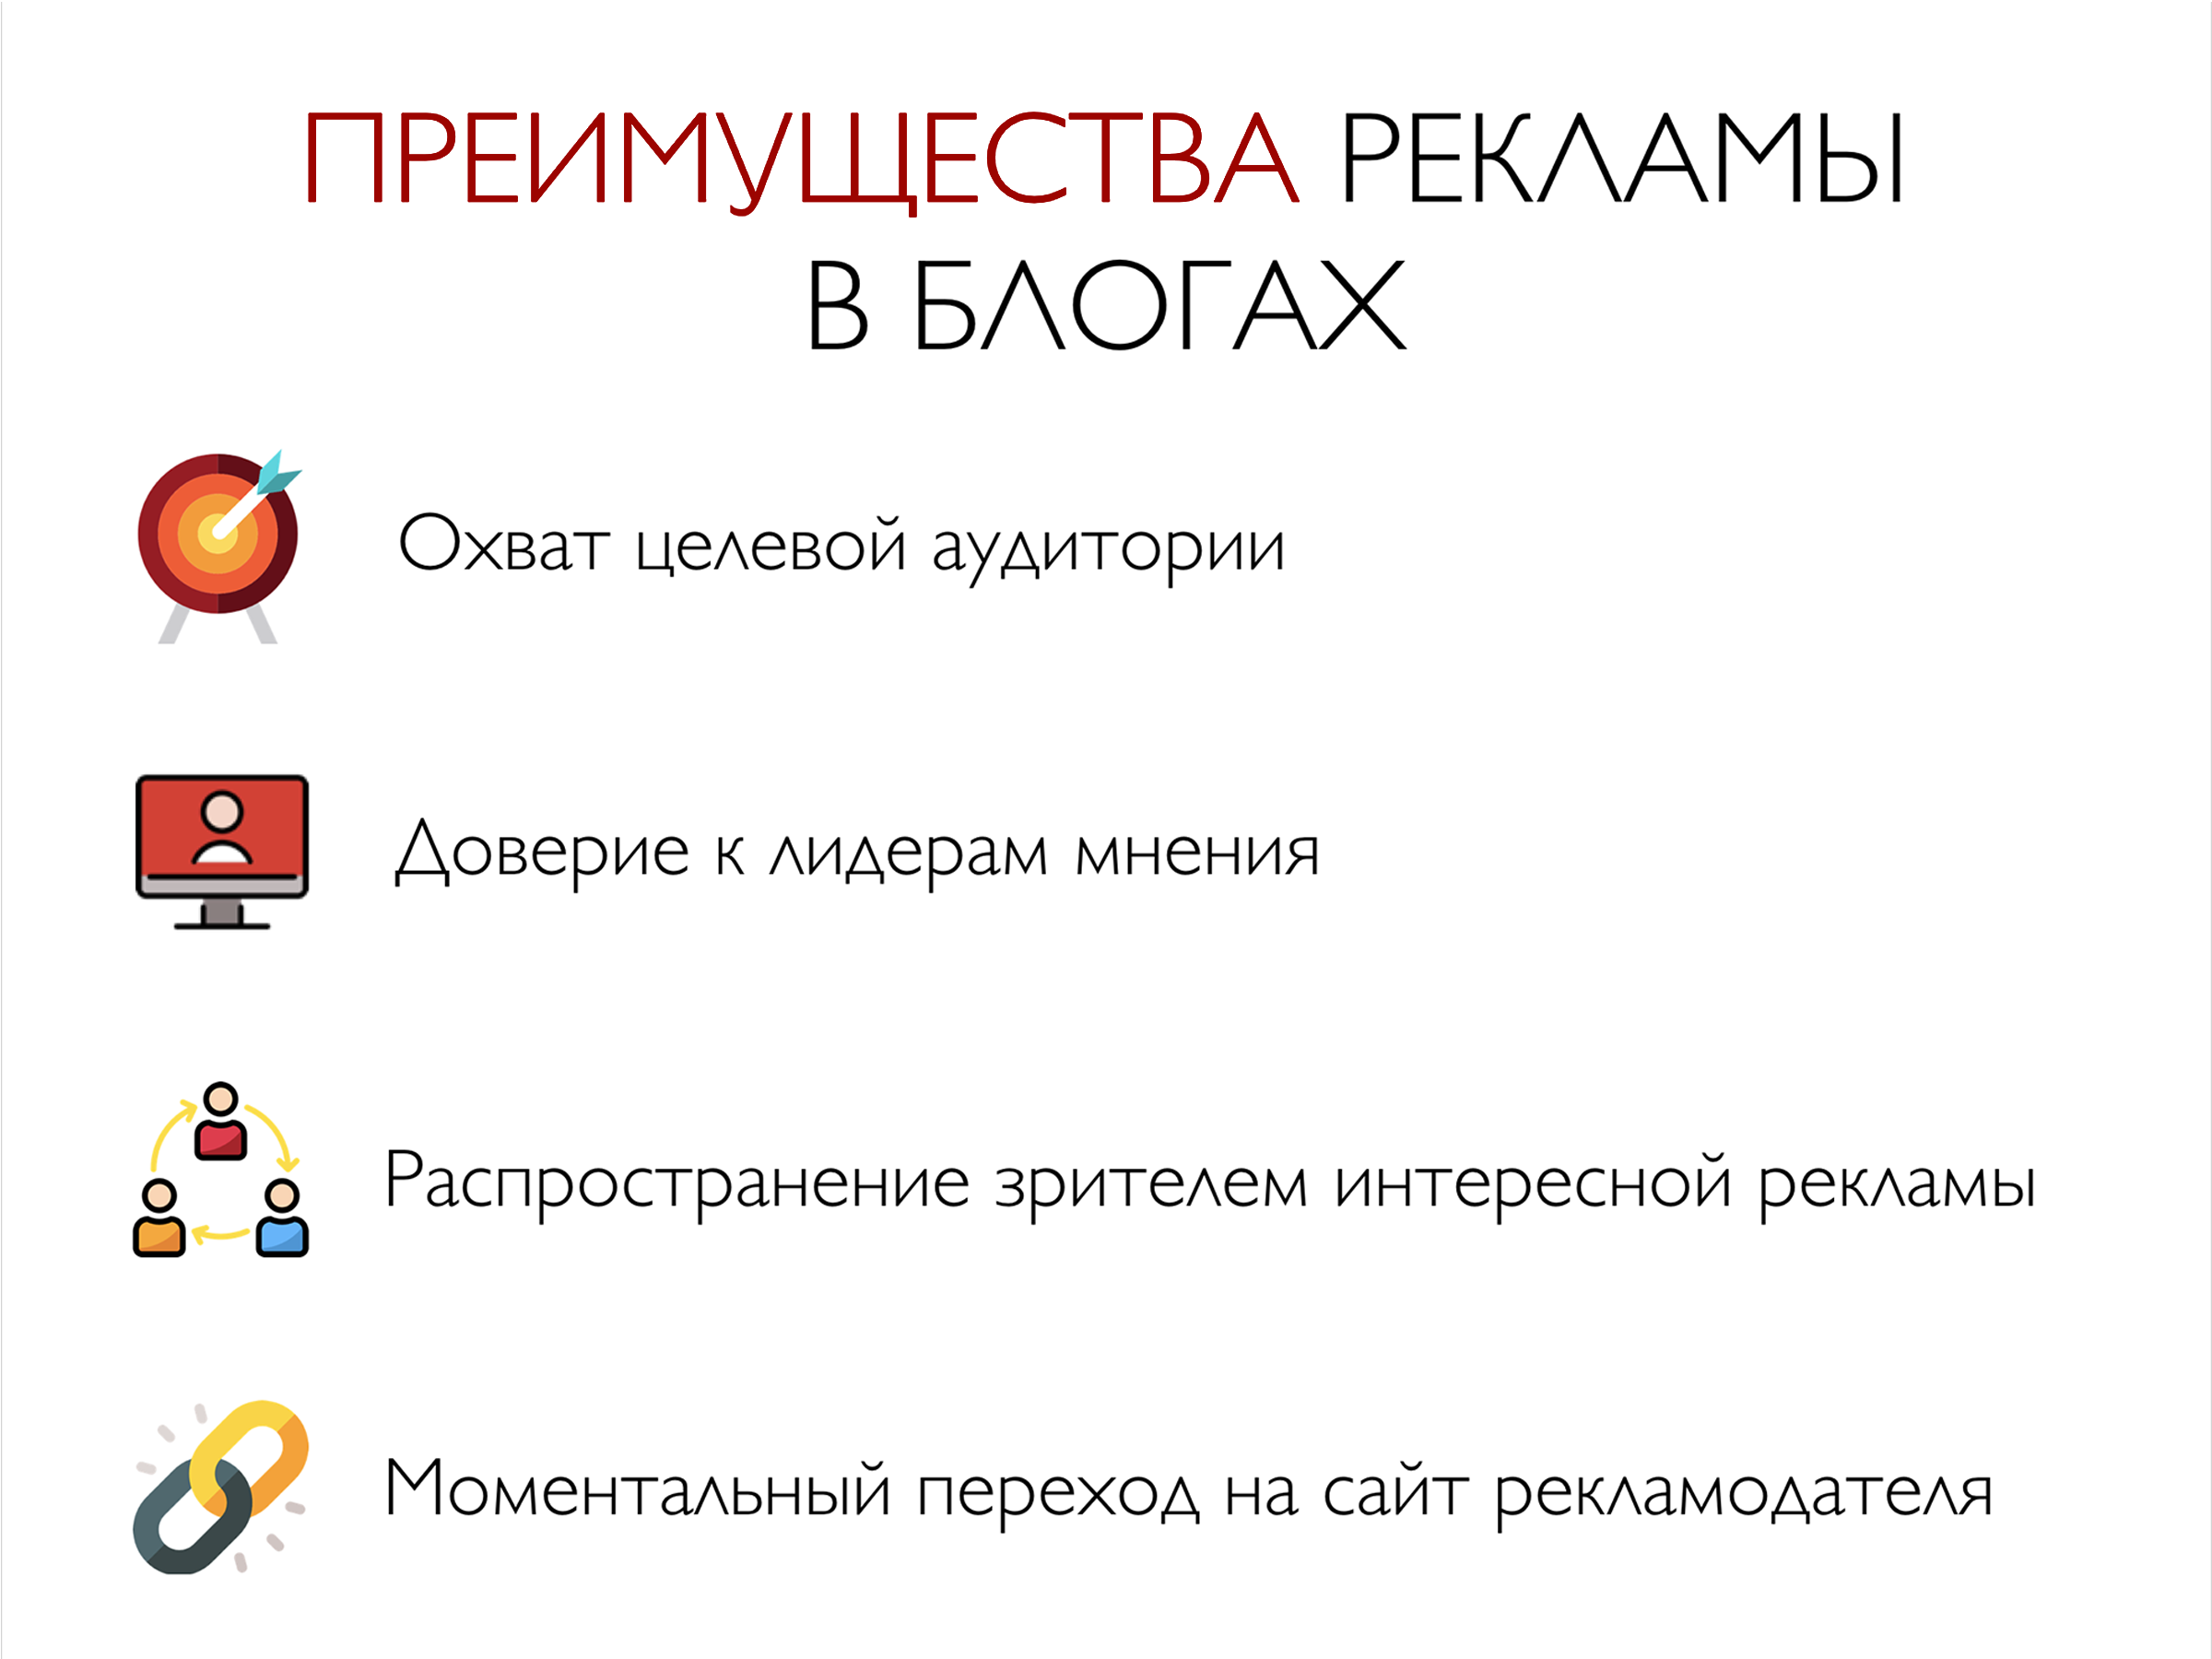 ПРЕИМУЩЕСТВА РЕКЛАМЫ
В БЛОГАХ
Охват целевой аудитории
Доверие к лидерам мнения
Распространение зрителем интересной рекламы
Моментальный переход на сайт рекламодателя